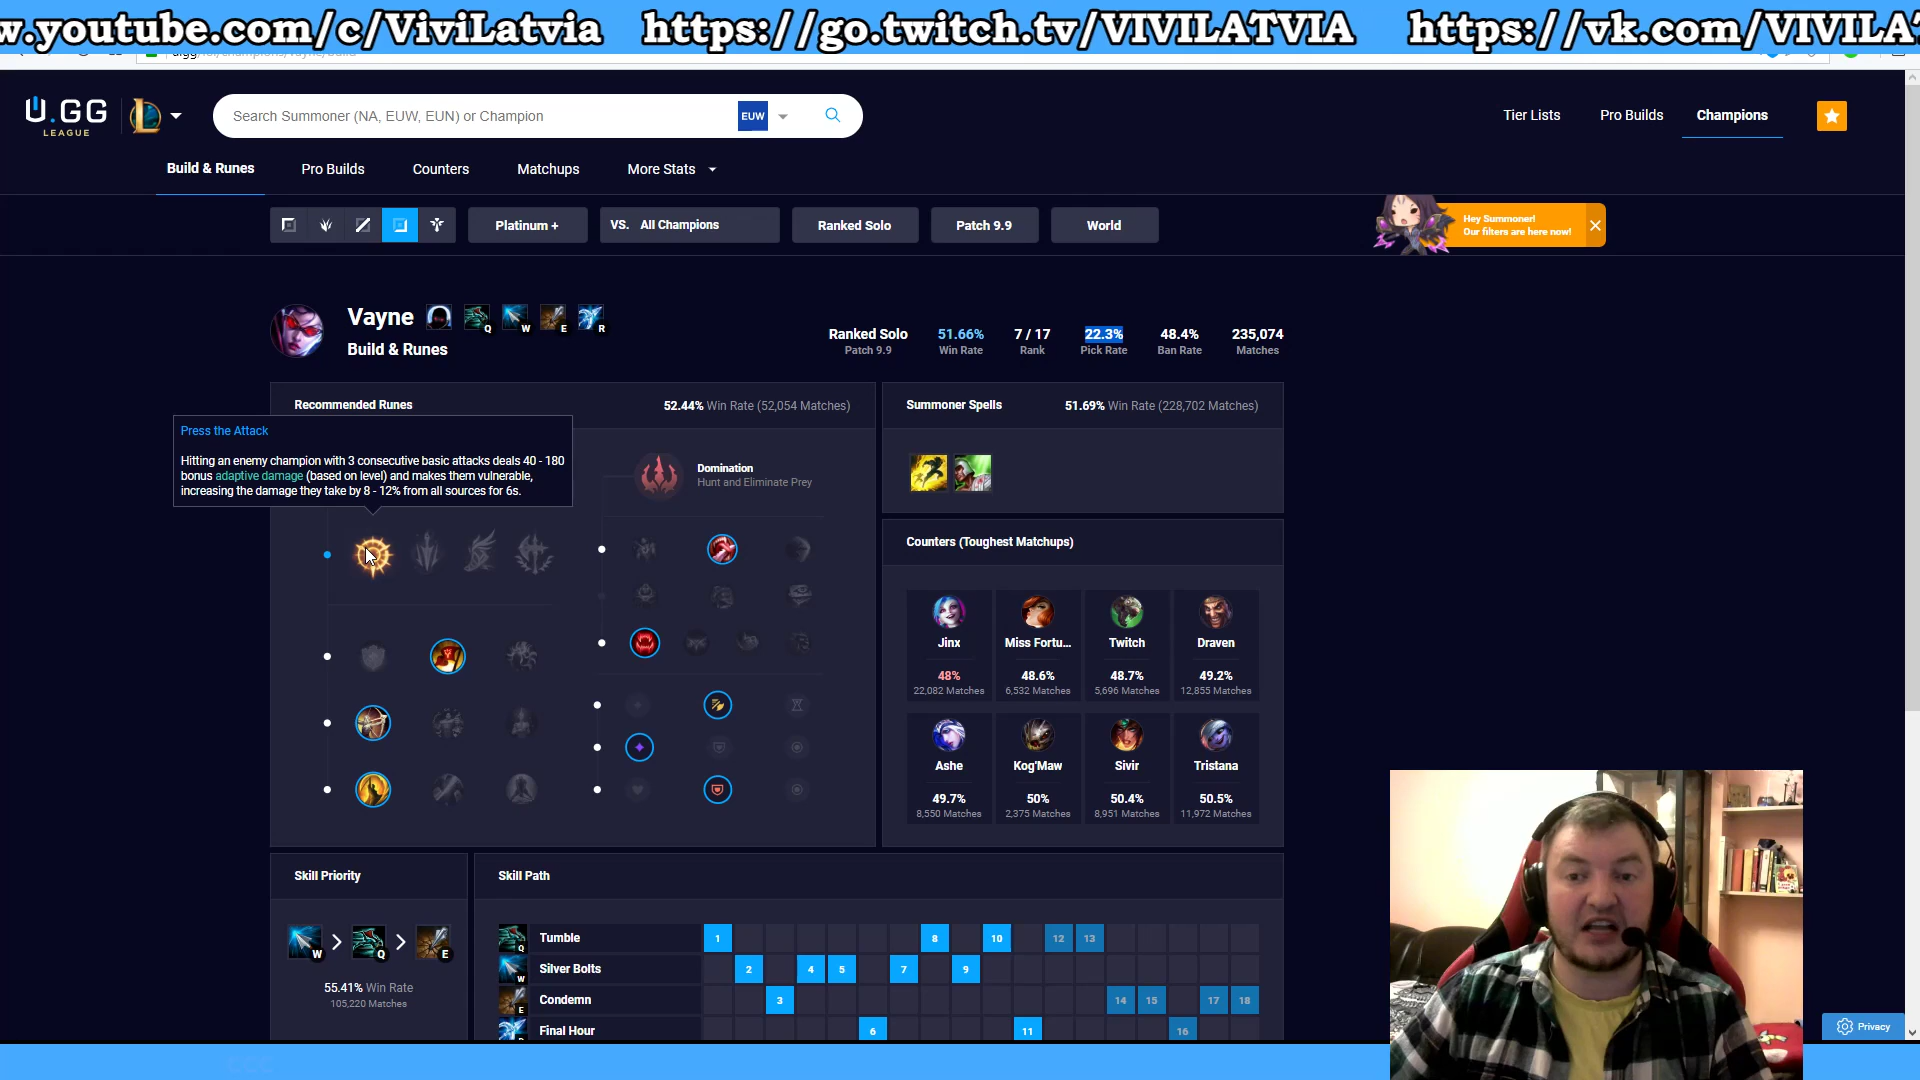 w.youtube.com/c/ViviLatvia https://go.twitch.tv/VIVILATVIA https://vk.com/VIVILA
U.GG
LEAGUE
Search Summoner (NA, EUW, EUN) or Champion
EUW
Tier Lists
Pro Builds
Champions
Build & Runes
Pro Builds
Counters
Matchups
More Stats
Platinum +
VS. All Champions
Ranked Solo
Patch 9.9
World
Hey Summoner!
Our filters are here now!
Vayne
Q
W
E
R
Build & Runes
Ranked Solo
Patch 9.9
51.66%
Win Rate
7 / 17
Rank
22.3%
Pick Rate
48.4%
Ban Rate
235,074
Matches
Recommended Runes
52.44% Win Rate (52,054 Matches)
Press the Attack
Hitting an enemy champion with 3 consecutive basic attacks deals 40 - 180
bonus adaptive damage (based on level) and makes them vulnerable,
increasing the damage they take by 8 - 12% from all sources for 6s.
Domination
Hunt and Eliminate Prey
Summoner Spells
51.69% Win Rate (228,702 Matches)
Counters (Toughest Matchups)
Jinx
48%
22,082 Matches
Miss Fortu...
48.6%
6,532 Matches
Twitch
48.7%
5,696 Matches
Draven
49.2%
12,855 Matches
Ashe
49.7%
8,550 Matches
Kog'Maw
50%
2,375 Matches
Sivir
50.4%
8,951 Matches
Tristana
50.5%
11,972 Matches
Skill Priority
W
Q
E
55.41% Win Rate
105,220 Matches
Skill Path
Q
Tumble
1 8 10 12 13
W
Silver Bolts
2 4 5 7 9
E
Condemn
3 14 15 17 18
Final Hour
6 11 16
Privacy